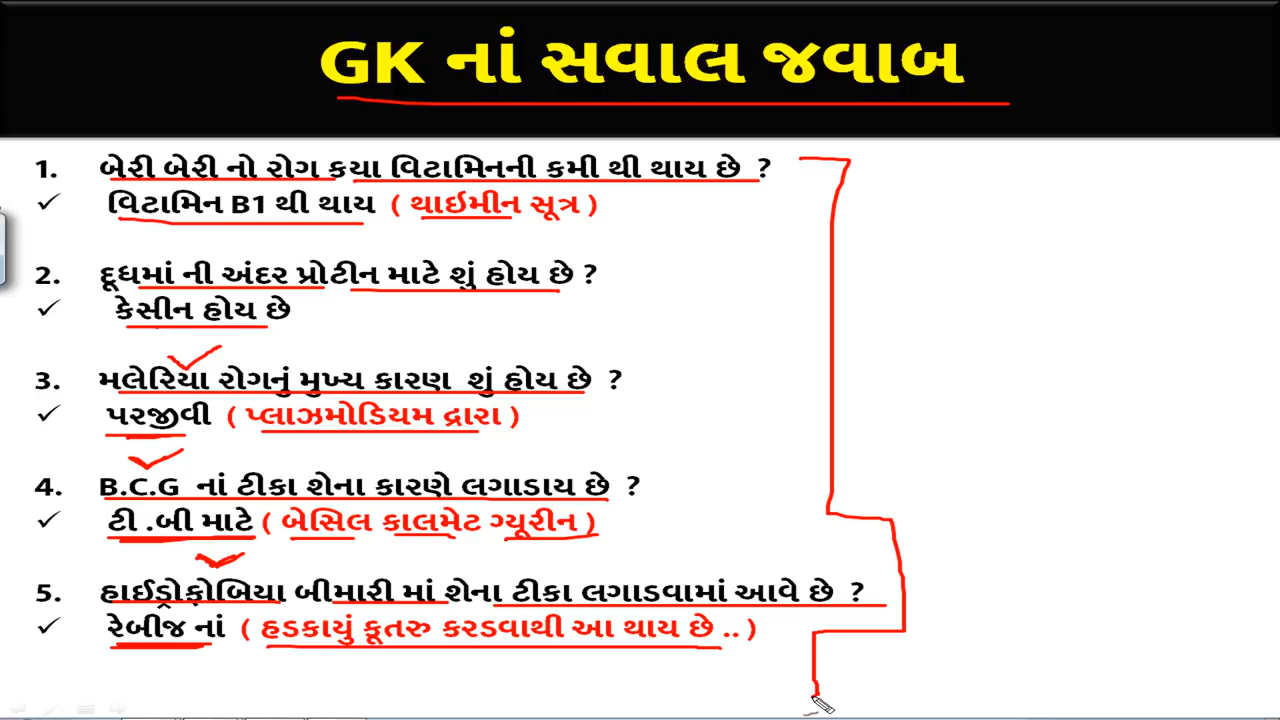 GK નાં સવાલ જવાબ
1. બેરી બેરી નો રોગ કયા વિટામિનની કમી થી થાય છે ?
✓ વિટામિન B1 થી થાય ( થાઇમીન સૂત્ર )
2. દૂધમાં ની અંદર પ્રોટીન માટે શું હોય છે ?
✓ કેસીન હોય છે
3. મલેરિયા રોગનું મુખ્ય કારણ શું હોય છે ?
✓ પરજીવી ( પ્લાઝમોડિયમ દ્રારા )
4. B.C.G નાં ટીકા શેના કારણે લગાડાય છે ?
✓ ટી .બી માટે ( બેસિલ કાલમેટ ગ્યૂરીન )
5. હાઈડ્રોફોબિયા બીમારી માં શેના ટીકા લગાડવામાં આવે છે ?
✓ રેબીજ નાં ( હડકાયું કૂતરુ કરડવાથી આ થાય છે .. )